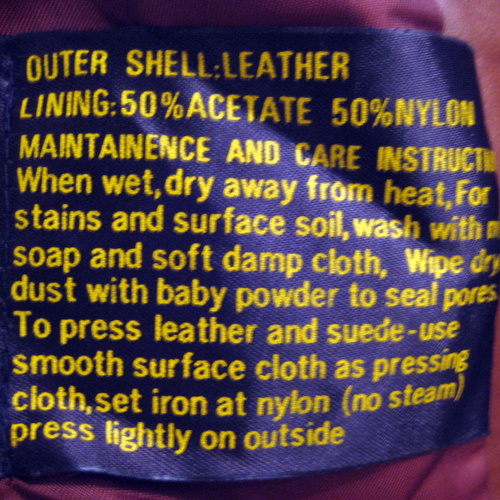 OUTER SHELL:LEATHER
LINING:50%ACETATE 50%NYLON
MAINTAINENCE AND CARE
When wet,dry away from heat,For
stains and surface soil,wash with
soap and soft damp cloth, Wipe dry
dust with baby powder to seal pores
To press leather and suede-use
smooth surface cloth as pressing
cloth,set iron at nylon (no steam)
press lightly on outside